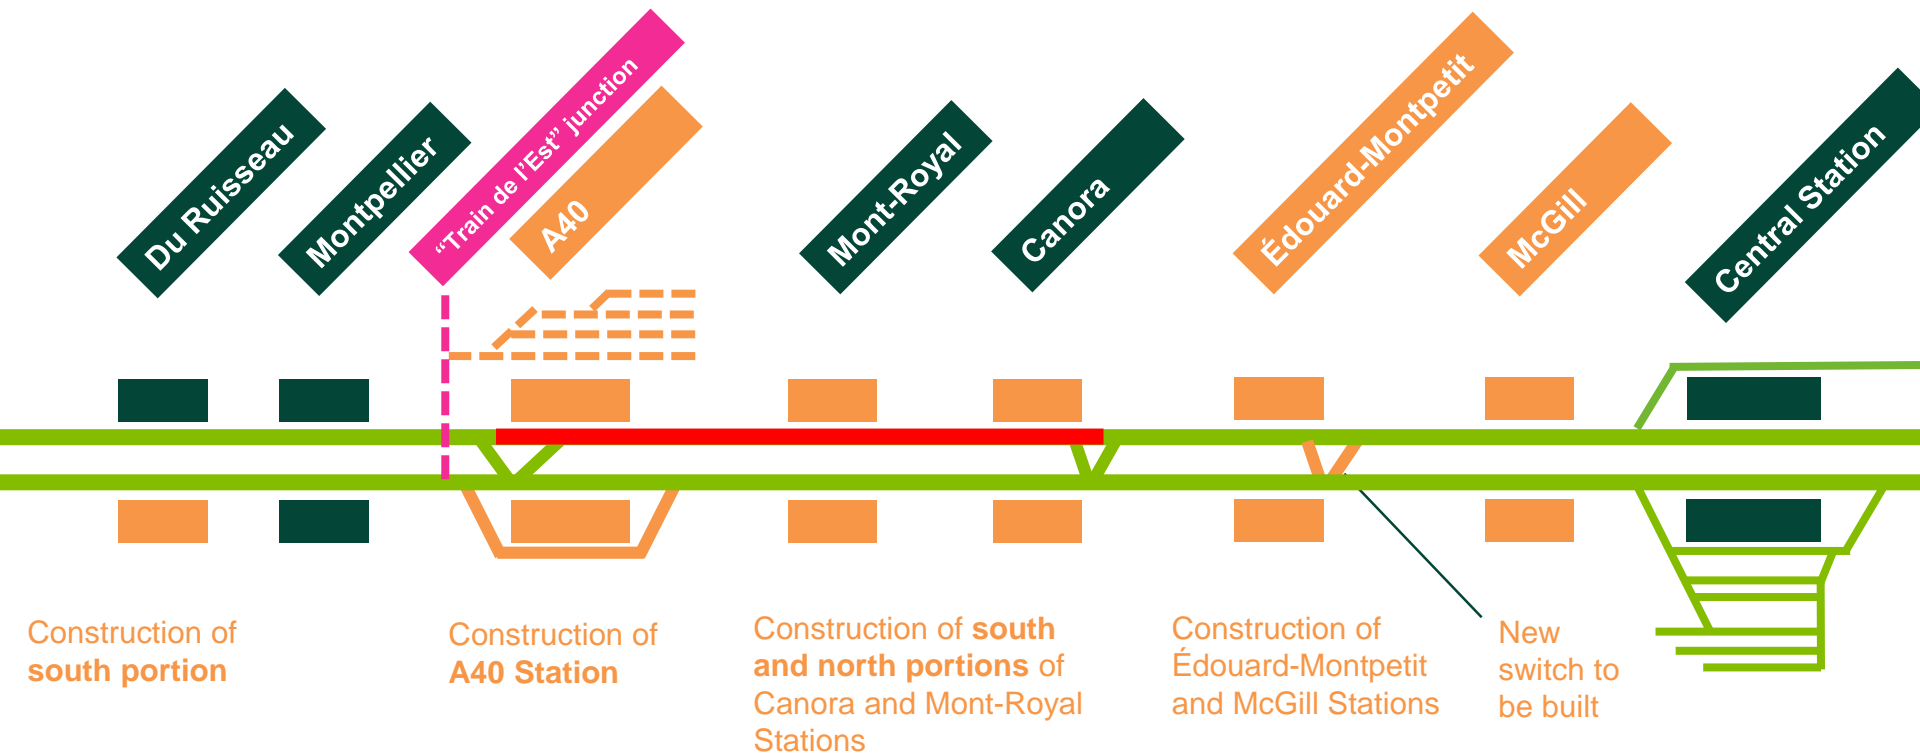 Du Ruisseau
Montpellier
“Train de l’Est” junction
A40
Mont-Royal
Canora
Édouard-Montpetit
McGill
Central Station
Construction of
south portion
Construction of
A40 Station
Construction of south
and north portions of
Canora and Mont-Royal
Stations
Construction of
Édouard-Montpetit
and McGill Stations
New
switch to
be built